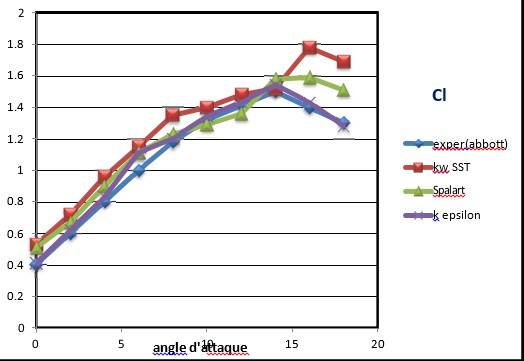 2
1.8
1.6
1.4
1.2
1
0.8
0.6
0.4
0.2
0
0 5 10 15 20
angle d'attaque
Cl
exper(abbott)
kw SST
Spalart
k epsilon